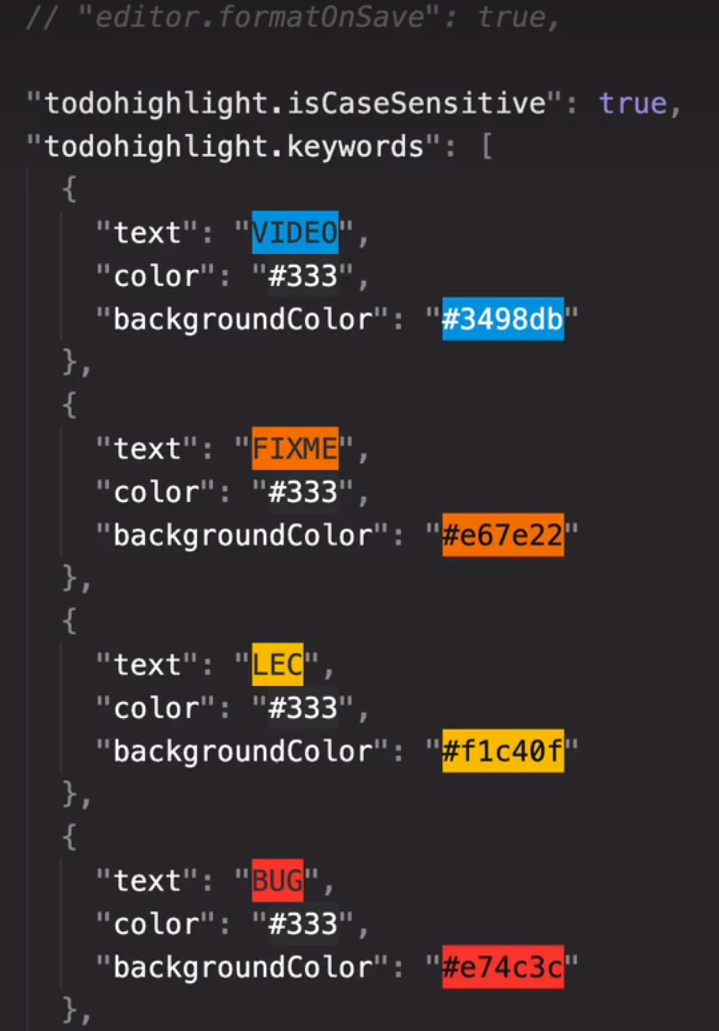 // "editor.formatOnSave": true,
"todohighlight.isCaseSensitive": true,
"todohighlight.keywords": [
{
"text": "VIDEO",
"color": "#333",
"backgroundColor": "#3498db"
},
{
"text": "FIXME",
"color": "#333",
"backgroundColor": "#e67e22"
},
{
"text": "LEC",
"color": "#333",
"backgroundColor": "#f1c40f"
},
{
"text": "BUG",
"color": "#333",
"backgroundColor": "#e74c3c"
},